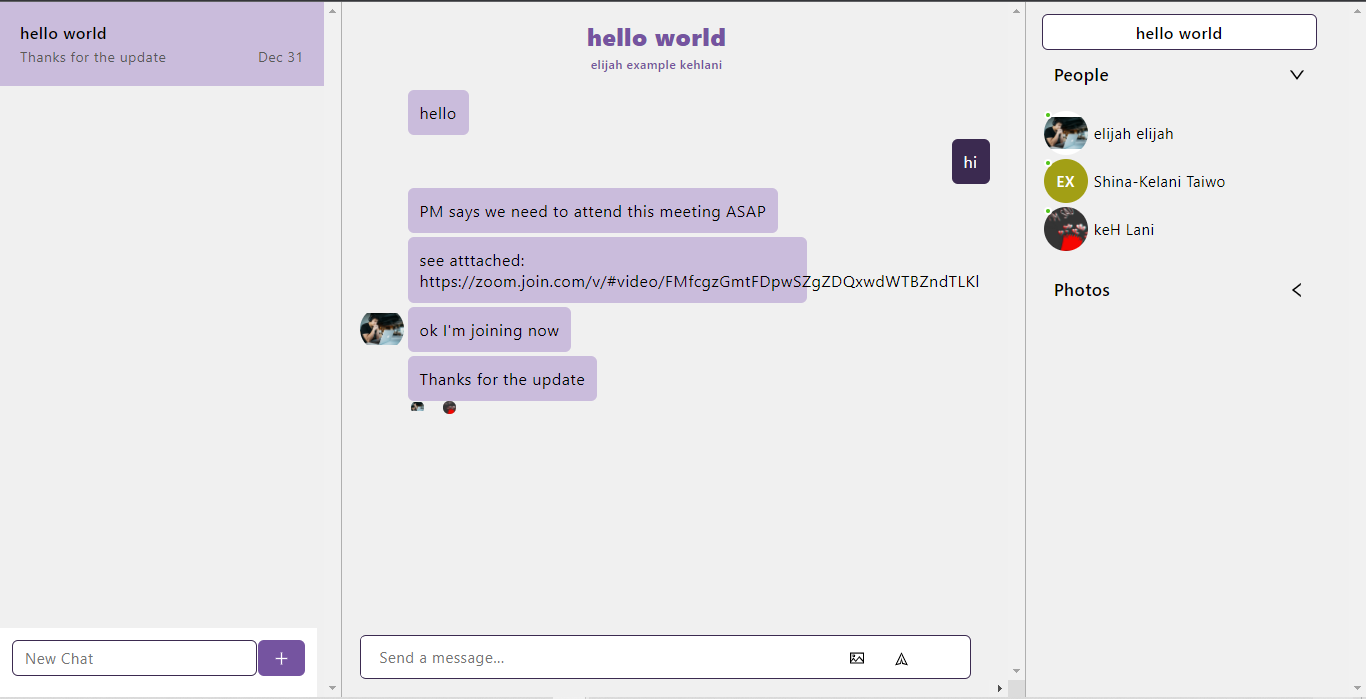 hello world
Thanks for the update Dec 31
New Chat
+
hello world
elijah example kehlani
hello
hi
PM says we need to attend this meeting ASAP
see atttached:
https://zoom.join.com/v/#video/FMfcgzGmtFDpwSZgZDQxwdWTBZndTLKl
ok I'm joining now
Thanks for the update
Send a message...
hello world
People
elijah elijah
EX Shina-Kelani Taiwo
keH Lani
Photos